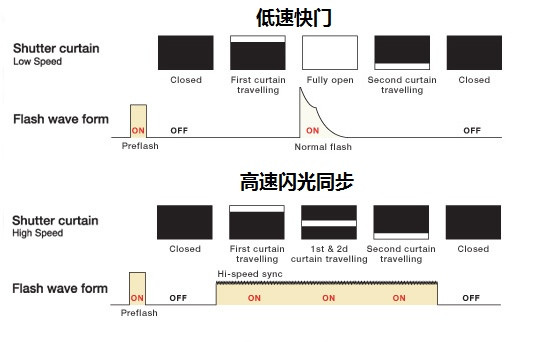 低速快门
Shutter curtain
Low Speed
Closed
First curtain
travelling
Fully open
Second curtain
travelling
Closed
Flash wave form
ON
OFF
ON
OFF
Preflash
Normal flash
高速闪光同步
Shutter curtain
High Speed
Closed
First curtain
travelling
1st & 2d
curtain travelling
Second curtain
travelling
Closed
Hi-speed sync
Flash wave form
ON
OFF
ON
ON
ON
OFF
Preflash